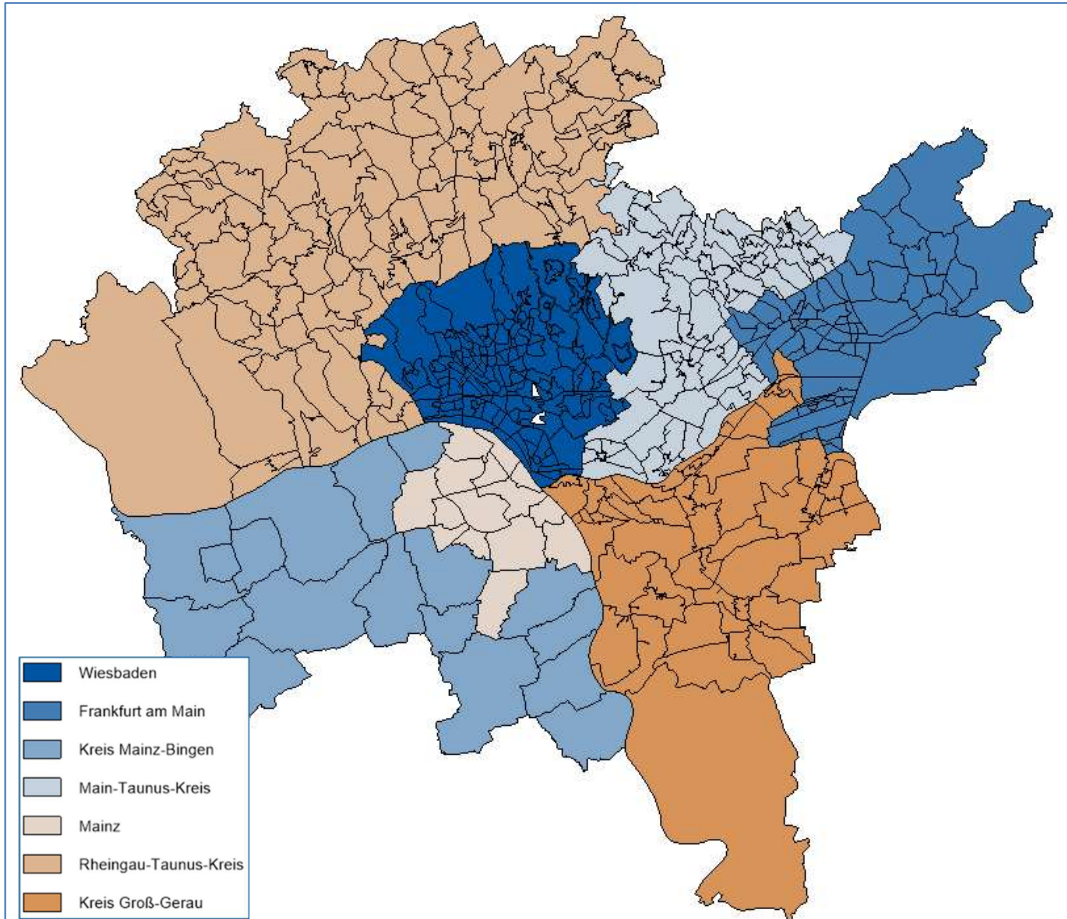 Wiesbaden
Frankfurt am Main
Kreis Mainz-Bingen
Main-Taunus-Kreis
Mainz
Rheingau-Taunus-Kreis
Kreis Groß-Gerau